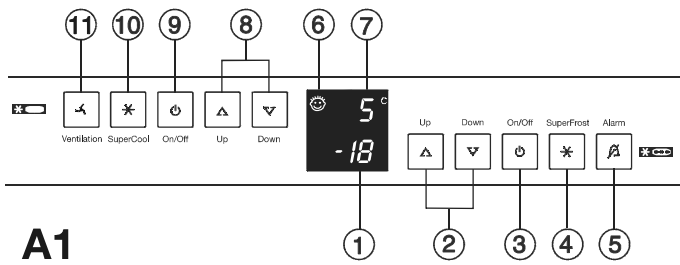 11 10 9 8 6 7
5 °C
Up Down On/Off SuperFrost Alarm
Ventilation SuperCool On/Off Up Down
-18
A1
1 2 3 4 5